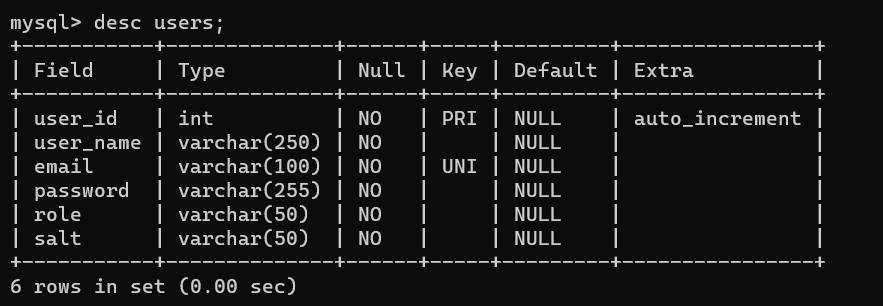 mysql> desc users;
+-----------+--------------+------+-----+---------+----------------+
| Field     | Type         | Null | Key | Default | Extra          |
+-----------+--------------+------+-----+---------+----------------+
| user_id   | int          | NO   | PRI | NULL    | auto_increment |
| user_name | varchar(250) | NO   |     | NULL    |                |
| email     | varchar(100) | NO   | UNI | NULL    |                |
| password  | varchar(255) | NO   |     | NULL    |                |
| role      | varchar(50)  | NO   |     | NULL    |                |
| salt      | varchar(50)  | NO   |     | NULL    |                |
+-----------+--------------+------+-----+---------+----------------+
6 rows in set (0.00 sec)